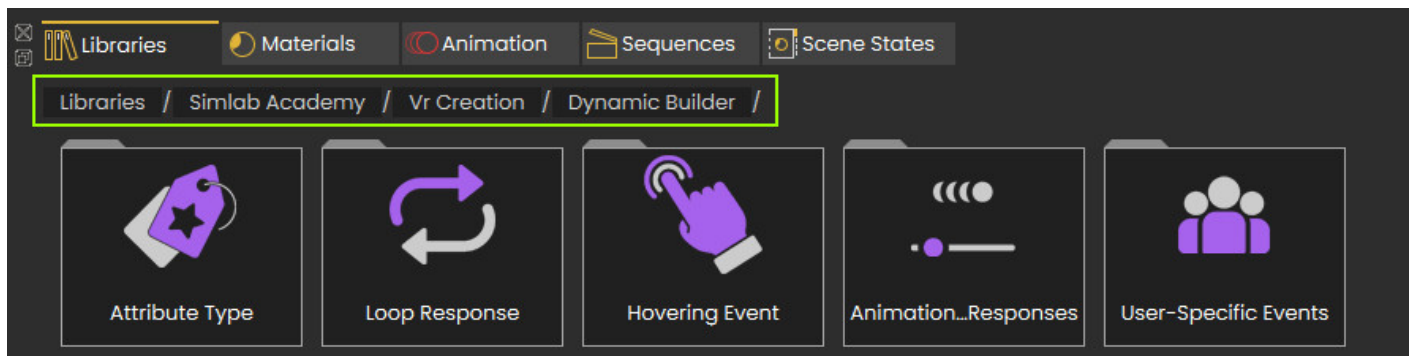 Libraries Materials Animation Sequences Scene States
Libraries / Simlab Academy / Vr Creation / Dynamic Builder /
Attribute Type Loop Response Hovering Event Animation...Responses User-Specific Events